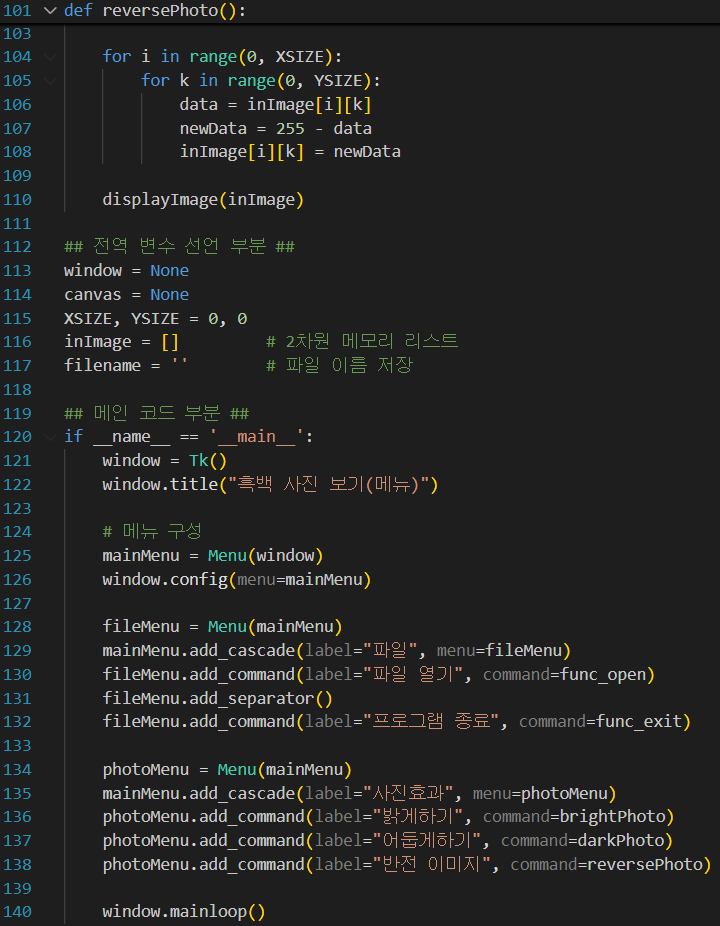 101 def reversePhoto():
103
104 for i in range(0, XSIZE):
105 for k in range(0, YSIZE):
106 data = inImage[i][k]
107 newData = 255 - data
108 inImage[i][k] = newData
109
110 displayImage(inImage)
111
112 ## 전역 변수 선언 부분 ##
113 window = None
114 canvas = None
115 XSIZE, YSIZE = 0, 0
116 inImage = [] # 2차원 메모리 리스트
117 filename = '' # 파일 이름 저장
118
119 ## 메인 코드 부분 ##
120 if __name__ == '__main__':
121 window = Tk()
122 window.title("흑백 사진 보기(메뉴)")
123
124 # 메뉴 구성
125 mainMenu = Menu(window)
126 window.config(menu=mainMenu)
127
128 fileMenu = Menu(mainMenu)
129 mainMenu.add_cascade(label="파일", menu=fileMenu)
130 fileMenu.add_command(label="파일 열기", command=func_open)
131 fileMenu.add_separator()
132 fileMenu.add_command(label="프로그램 종료", command=func_exit)
133
134 photoMenu = Menu(mainMenu)
135 mainMenu.add_cascade(label="사진효과", menu=photoMenu)
136 photoMenu.add_command(label="밝게하기", command=brightPhoto)
137 photoMenu.add_command(label="어둡게하기", command=darkPhoto)
138 photoMenu.add_command(label="반전 이미지", command=reversePhoto)
139
140 window.mainloop()